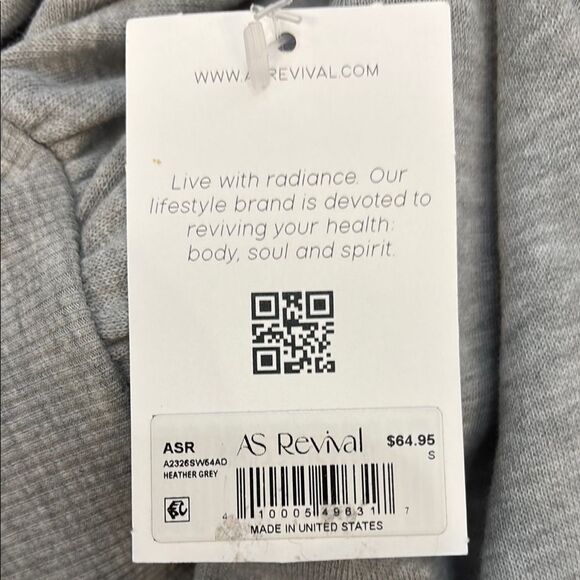 WWW.ASREVIVAL.COM
Live with radiance. Our
lifestyle brand is devoted to
reviving your health:
body, soul and spirit.
ASR
AS Revival
$64.95
A2326SW64AD
S
HEATHER GREY
4 10005 49631 7
MADE IN UNITED STATES